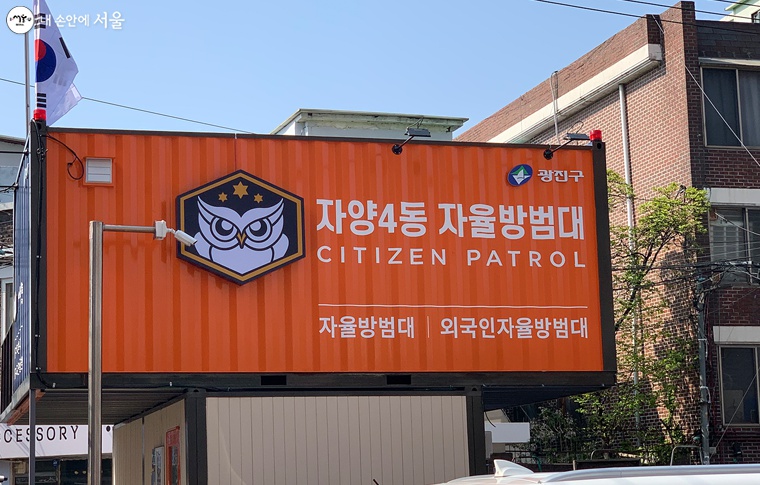 내 손안에 서울
광진구
자양4동 자율방범대
CITIZEN PATROL
자율방범대 | 외국인자율방범대
CESSORY